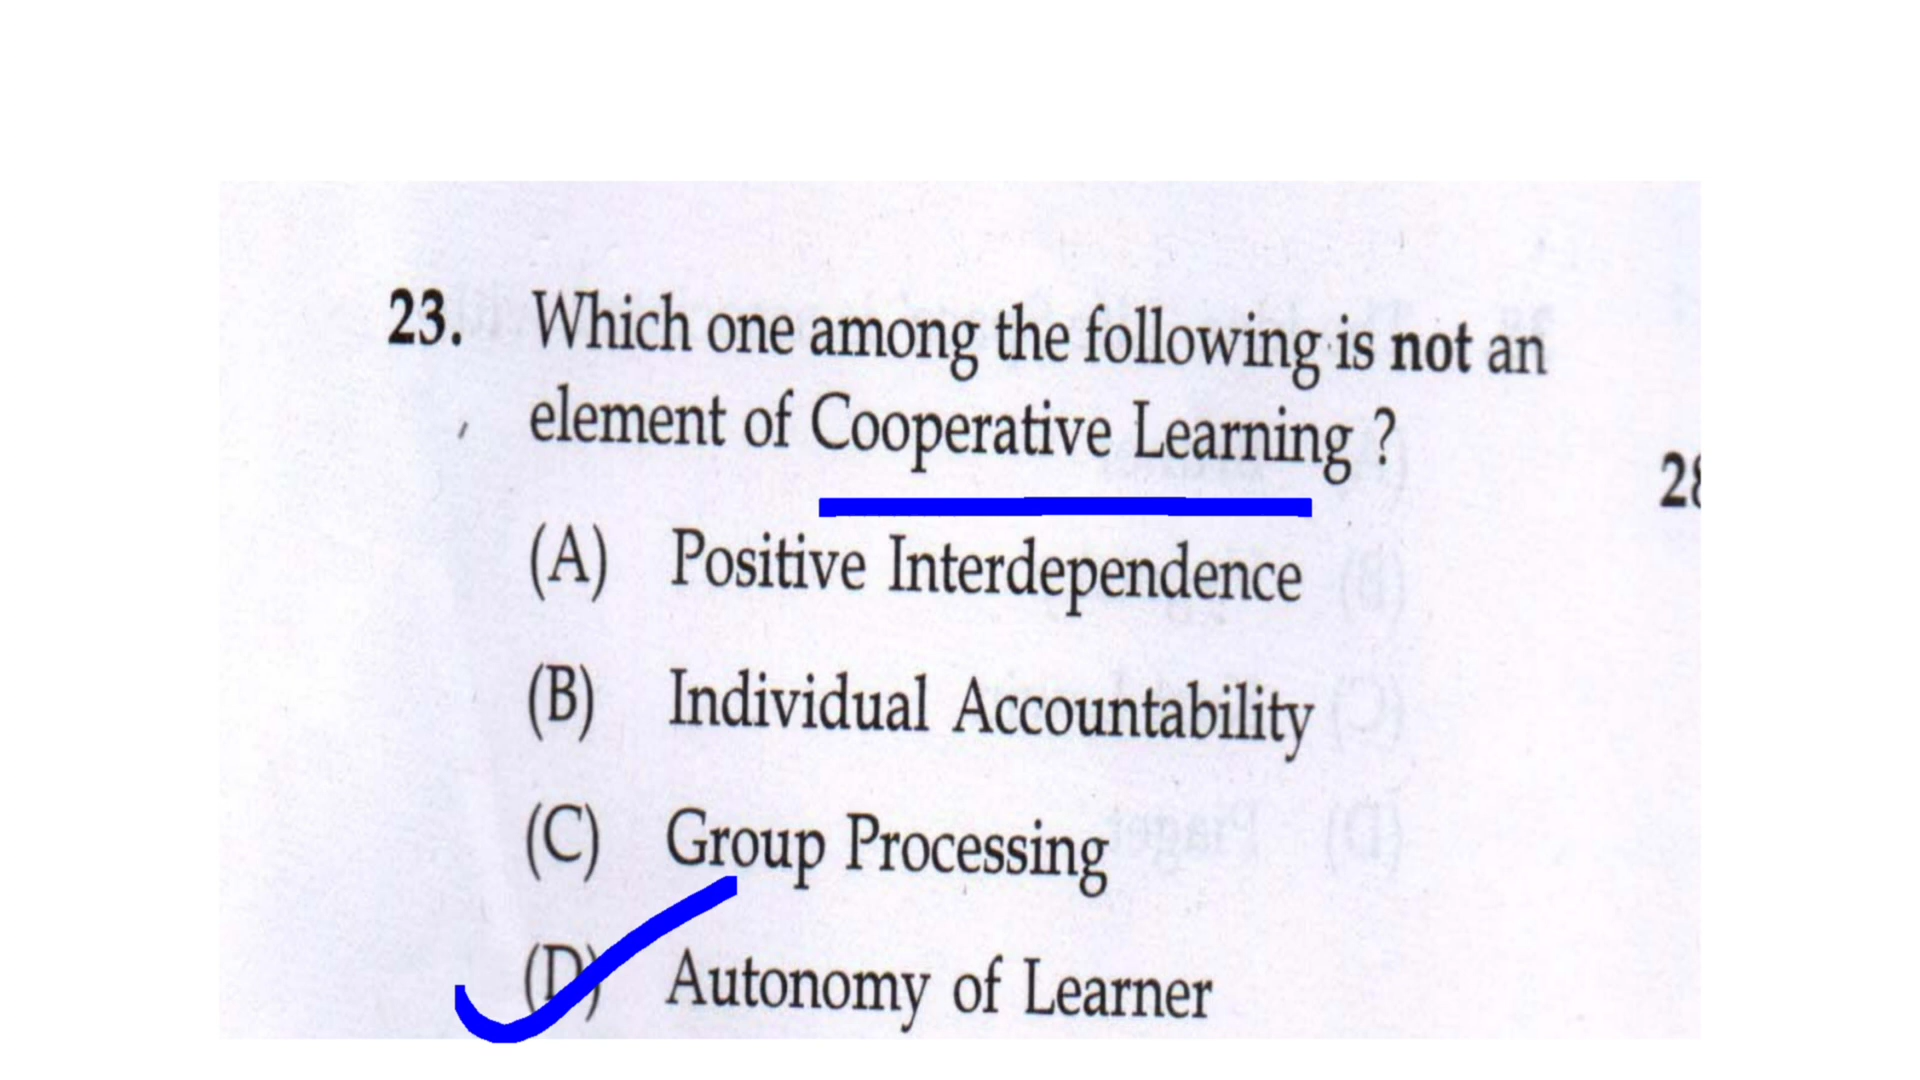 23. Which one among the following is not an
element of Cooperative Learning ?
28
(A) Positive Interdependence
(B) Individual Accountability
(C) Group Processing
(D) Autonomy of Learner